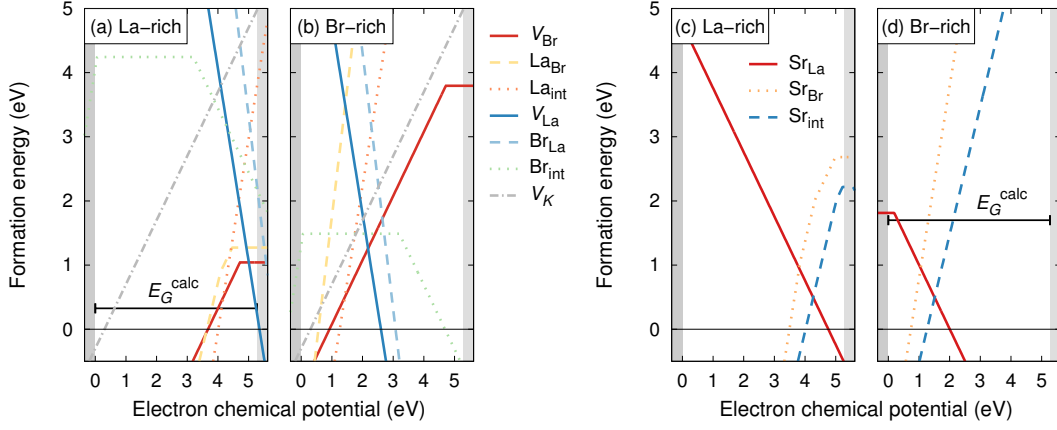 (a) La−rich
(b) Br−rich
(c) La−rich
(d) Br−rich
Formation energy (eV)
5
4
3
2
1
0
E_G^calc
V_Br
La_Br
La_int
V_La
Br_La
Br_int
V_K
0 1 2 3 4 5
0 1 2 3 4 5
Electron chemical potential (eV)
Formation energy (eV)
5
4
3
2
1
0
Sr_La
Sr_Br
Sr_int
E_G^calc
0 1 2 3 4 5
0 1 2 3 4 5
Electron chemical potential (eV)